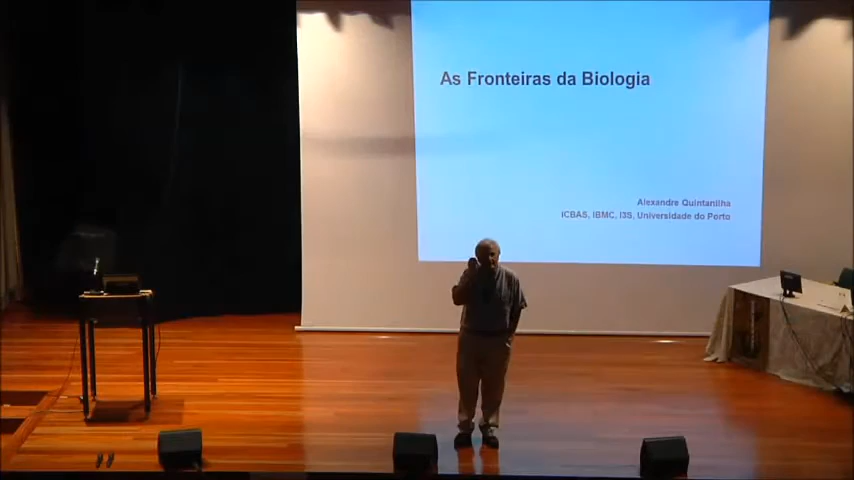 As Fronteiras da Biologia
Alexandre Quintanilha
ICBAS, IBMC, I3S, Universidade do Porto